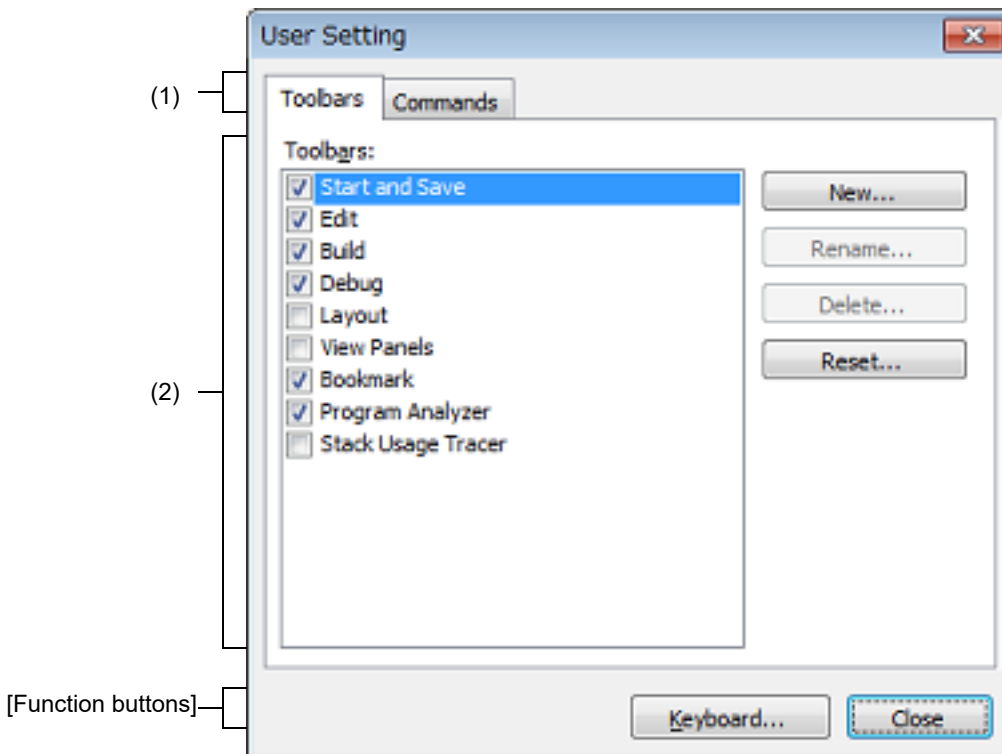 User Setting
(1)
Toolbars Commands
Toolbars:
Start and Save
Edit
Build
Debug
Layout
View Panels
Bookmark
Program Analyzer
Stack Usage Tracer
New...
Rename...
Delete...
Reset...
(2)
[Function buttons]
Keyboard... Close